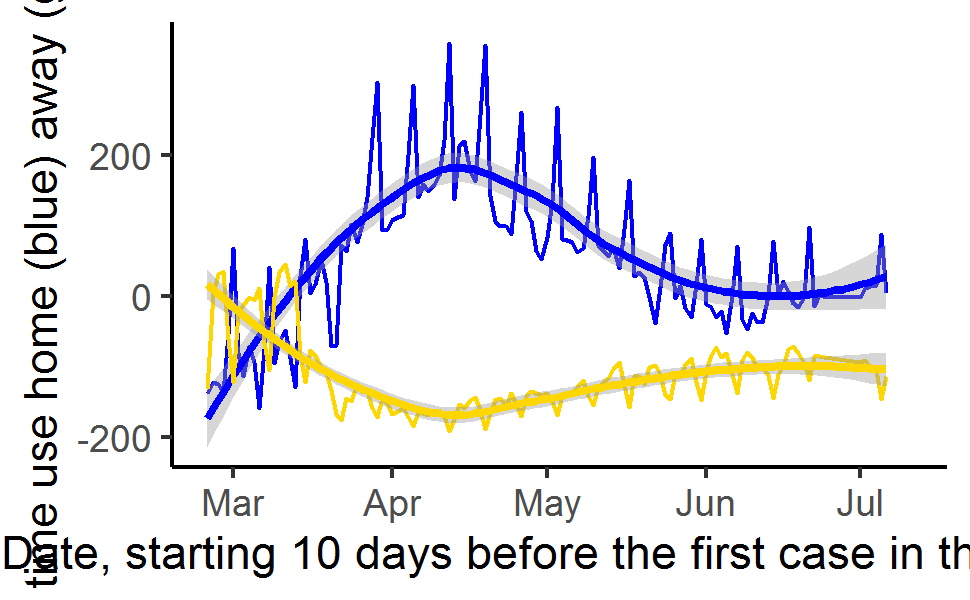 time use home (blue) away (
200
0
-200
Mar Apr May Jun Jul
Date, starting 10 days before the first case in th